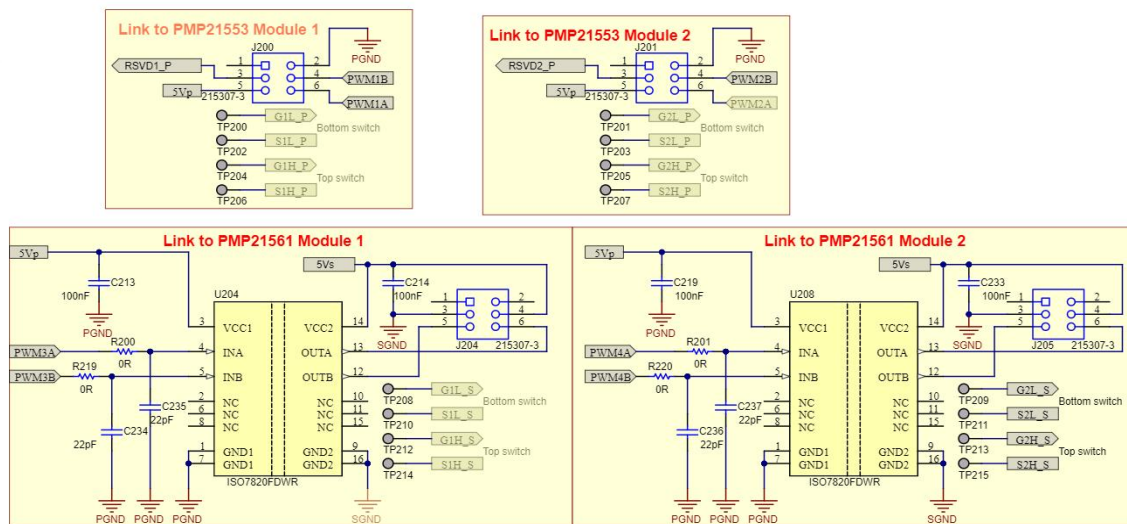 Link to PMP21553 Module 1
J200
RSVD1_P
1 2
3 4
5 6
PGND
PWM1B
5Vp
215307-3
PWM1A
TP200
G1L_P
Bottom switch
TP202
S1L_P
TP204
G1H_P
Top switch
TP206
S1H_P
Link to PMP21553 Module 2
J201
RSVD2_P
1 2
3 4
5 6
PGND
PWM2B
5Vp
215307-3
PWM2A
TP201
G2L_P
Bottom switch
TP203
S2L_P
TP205
G2H_P
Top switch
TP207
S2H_P
Link to PMP21561 Module 1
5Vp
5Vs
C213
100nF
PGND
U204
C214
100nF
SGND
1 2
3 4
5 6
J204
215307-3
3 VCC1 VCC2 14
PWM3A
R200
0R
4 INA OUTA 13
PWM3B
R219
0R
5 INB OUTB 12
2 NC NC 10
6 NC NC 11
8 NC NC 15
1 GND1 GND2 9
7 GND1 GND2 16
C235
22pF
C234
22pF
ISO7820FDWR
PGND
PGND
PGND
SGND
TP208
G1L_S
Bottom switch
TP210
S1L_S
TP212
G1H_S
Top switch
TP214
S1H_S
Link to PMP21561 Module 2
5Vp
5Vs
C219
100nF
PGND
U208
C233
100nF
SGND
1 2
3 4
5 6
J205
215307-3
3 VCC1 VCC2 14
PWM4A
R201
0R
4 INA OUTA 13
PWM4B
R220
0R
5 INB OUTB 12
2 NC NC 10
6 NC NC 11
8 NC NC 15
1 GND1 GND2 9
7 GND1 GND2 16
C237
22pF
C236
22pF
ISO7820FDWR
PGND
PGND
PGND
SGND
TP209
G2L_S
Bottom switch
TP211
S2L_S
TP213
G2H_S
Top switch
TP215
S2H_S